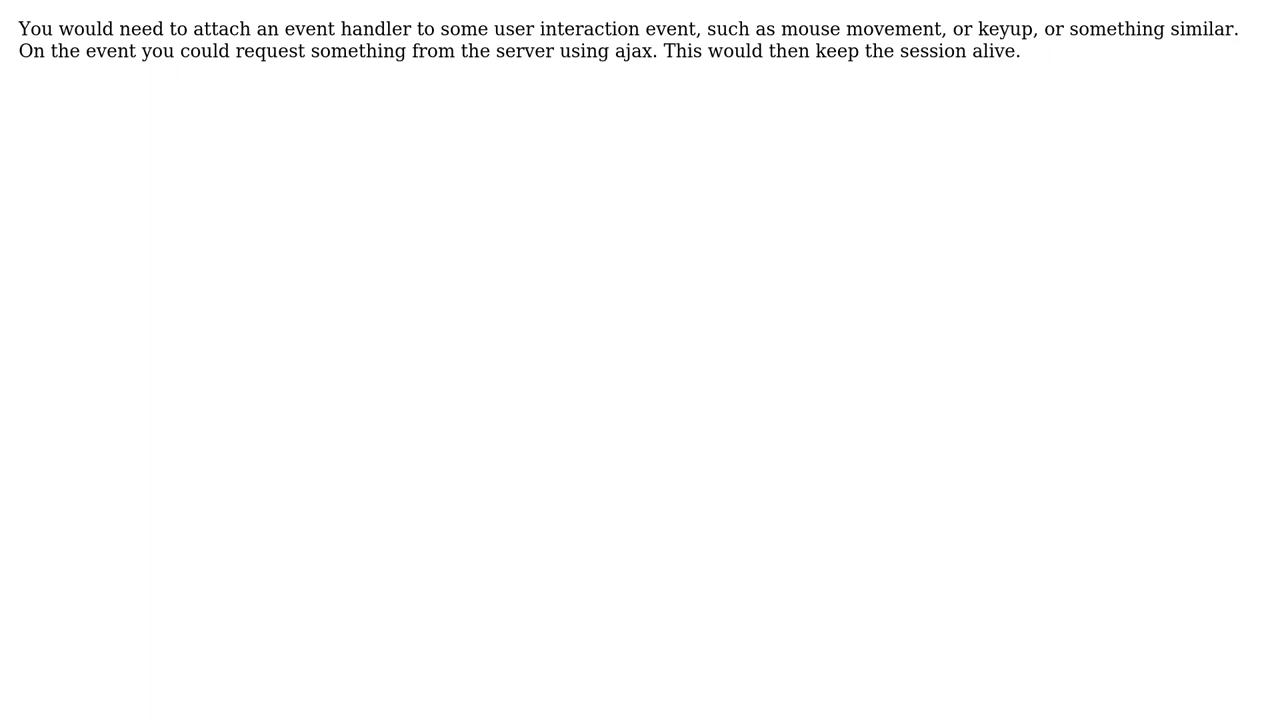 You would need to attach an event handler to some user interaction event, such as mouse movement, or keyup, or something similar.
On the event you could request something from the server using ajax. This would then keep the session alive.